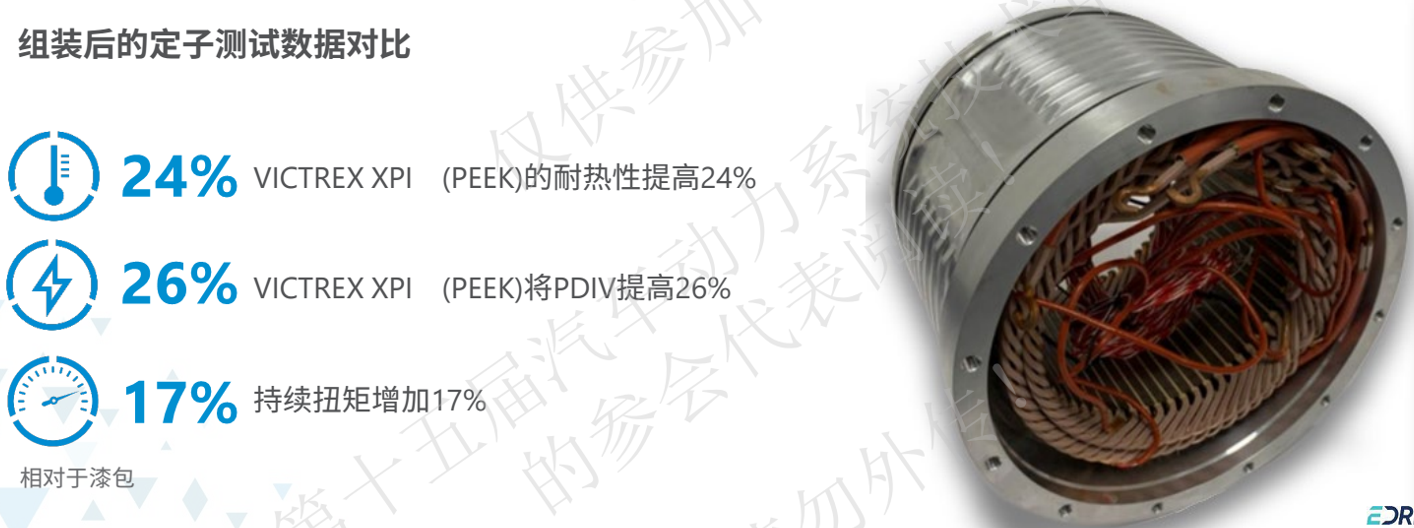 组装后的定子测试数据对比
24% VICTREX XPI (PEEK)的耐热性提高24%
26% VICTREX XPI (PEEK)将PDIV提高26%
17% 持续扭矩增加17%
相对于漆包
仅供参加
第十五届汽车动力系统技术
的参会代表阅读!
请勿外传!
EDR